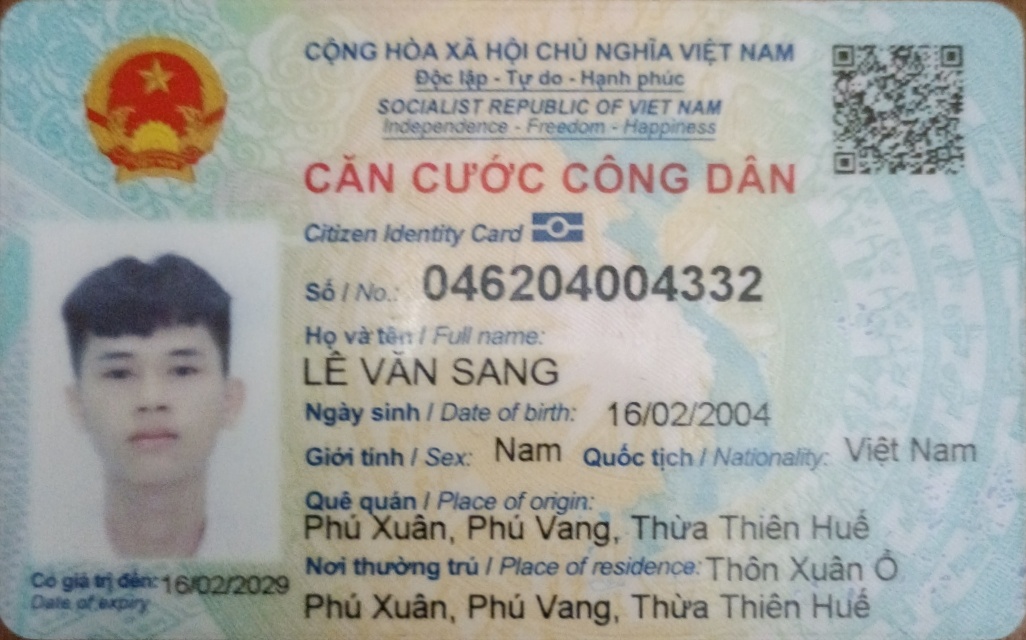 CỘNG HÒA XÃ HỘI CHỦ NGHĨA VIỆT NAM
Độc lập - Tự do - Hạnh phúc
SOCIALIST REPUBLIC OF VIET NAM
Independence - Freedom - Happiness
CĂN CƯỚC CÔNG DÂN
Citizen Identity Card
Số / No.: 046204004332
Họ và tên / Full name:
LÊ VĂN SANG
Ngày sinh / Date of birth: 16/02/2004
Giới tính / Sex: Nam Quốc tịch / Nationality: Việt Nam
Quê quán / Place of origin:
Phú Xuân, Phú Vang, Thừa Thiên Huế
Nơi thường trú / Place of residence: Thôn Xuân Ổ
Phú Xuân, Phú Vang, Thừa Thiên Huế
Có giá trị đến: 16/02/2029
Date of expiry